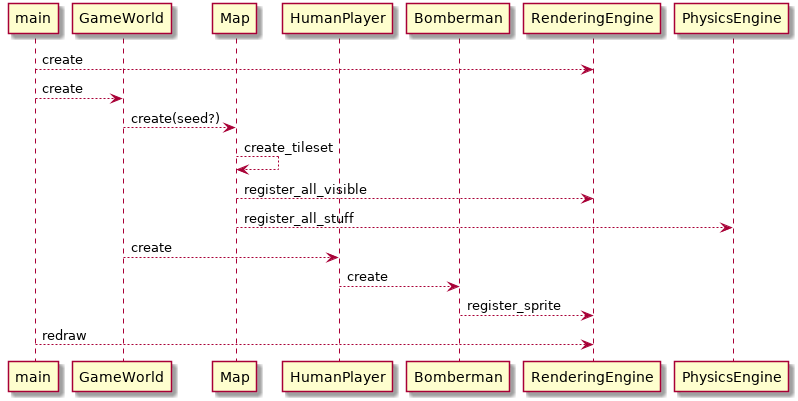 main GameWorld Map HumanPlayer Bomberman RenderingEngine PhysicsEngine
create
create
create(seed?)
create_tileset
register_all_visible
register_all_stuff
create
create
register_sprite
redraw
main GameWorld Map HumanPlayer Bomberman RenderingEngine PhysicsEngine